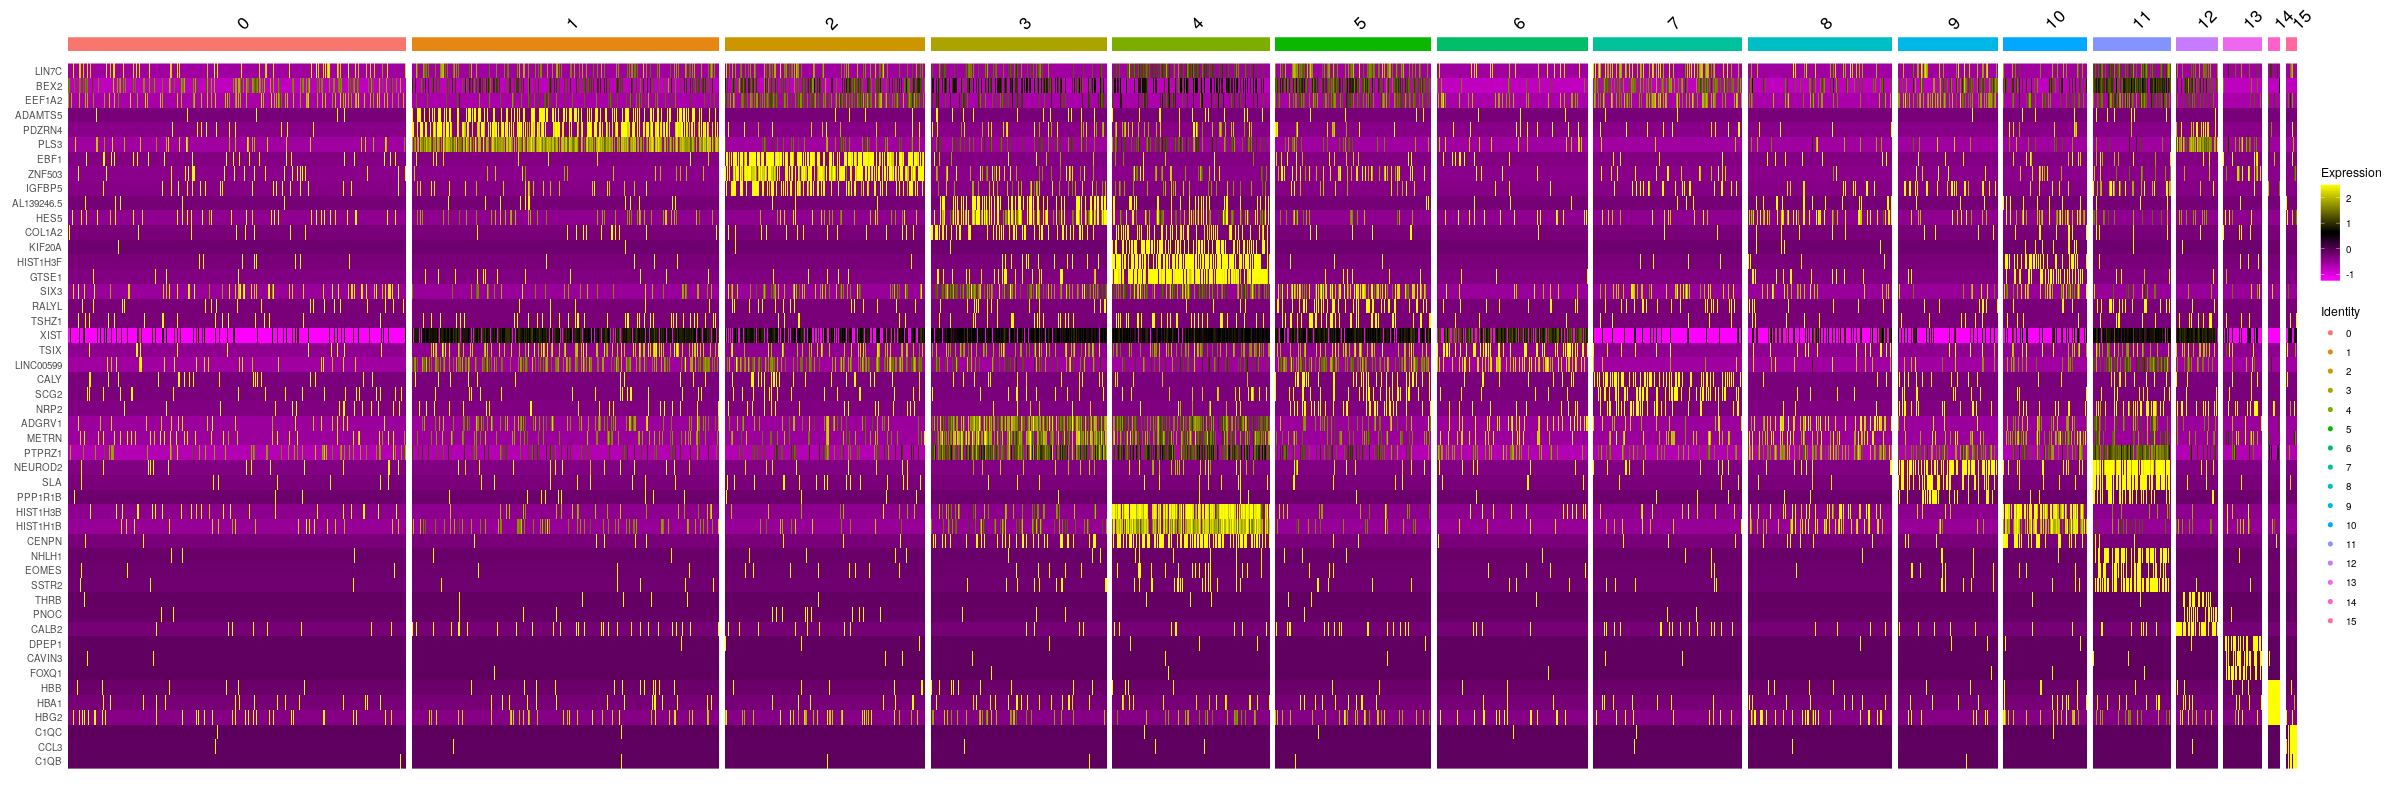 0 1 2 3 4 5 6 7 8 9 10 11 12 13 14 15
LIN7C
BEX2
EEF1A2
ADAMTS5
PDZRN4
PLS3
EBF1
ZNF503
IGFBP5
AL139246.5
HES5
COL1A2
KIF20A
HIST1H3F
GTSE1
SIX3
RALYL
TSHZ1
XIST
TSIX
LINC00599
CALY
SCG2
NRP2
ADGRV1
METRN
PTPRZ1
NEUROD2
SLA
PPP1R1B
HIST1H3B
HIST1H1B
CENPN
NHLH1
EOMES
SSTR2
THRB
PNOC
CALB2
DPEP1
CAVIN3
FOXQ1
HBB
HBA1
HBG2
C1QC
CCL3
C1QB
Expression
2
1
0
-1
Identity
0
1
2
3
4
5
6
7
8
9
10
11
12
13
14
15